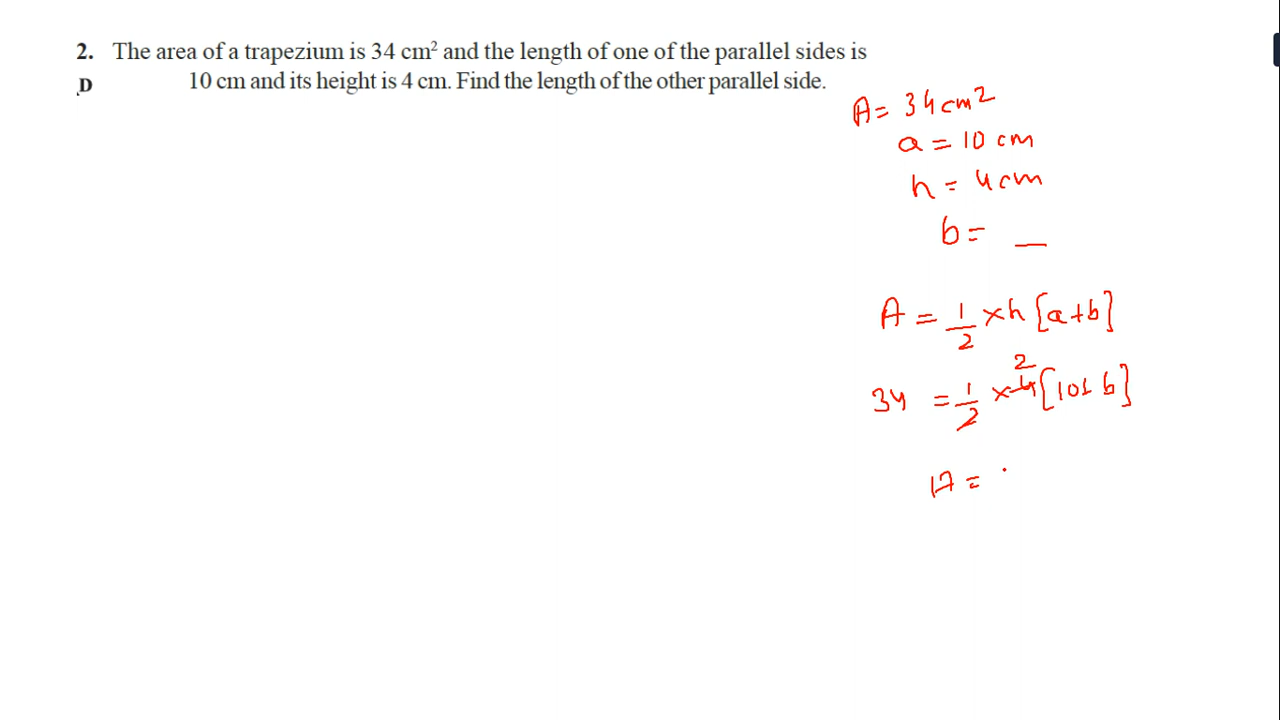 2. The area of a trapezium is 34 cm² and the length of one of the parallel sides is
D 10 cm and its height is 4 cm. Find the length of the other parallel side.
A = 34 cm²
a = 10 cm
h = 4 cm
b = _
A = 1/2 × h [a+b]
2
34 = 1/2 × 4 [10+ b]
17 =